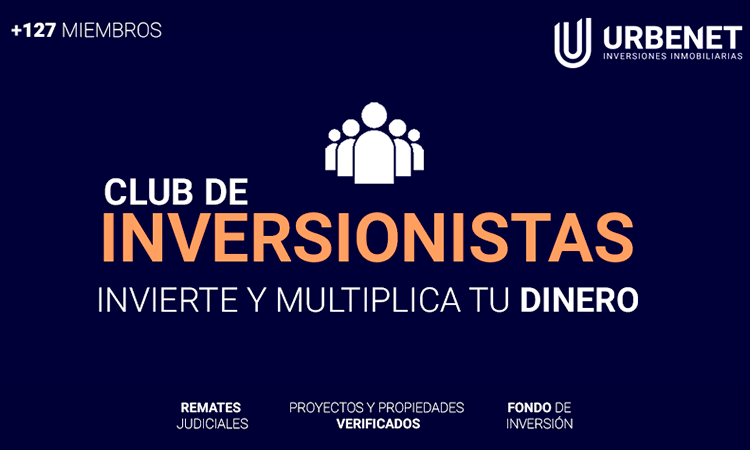 +127 MIEMBROS
URBENET
INVERSIONES INMOBILIARIAS
CLUB DE
INVERSIONISTAS
INVIERTE Y MULTIPLICA TU DINERO
REMATES
JUDICIALES
PROYECTOS Y PROPIEDADES
VERIFICADOS
FONDO DE
INVERSIÓN